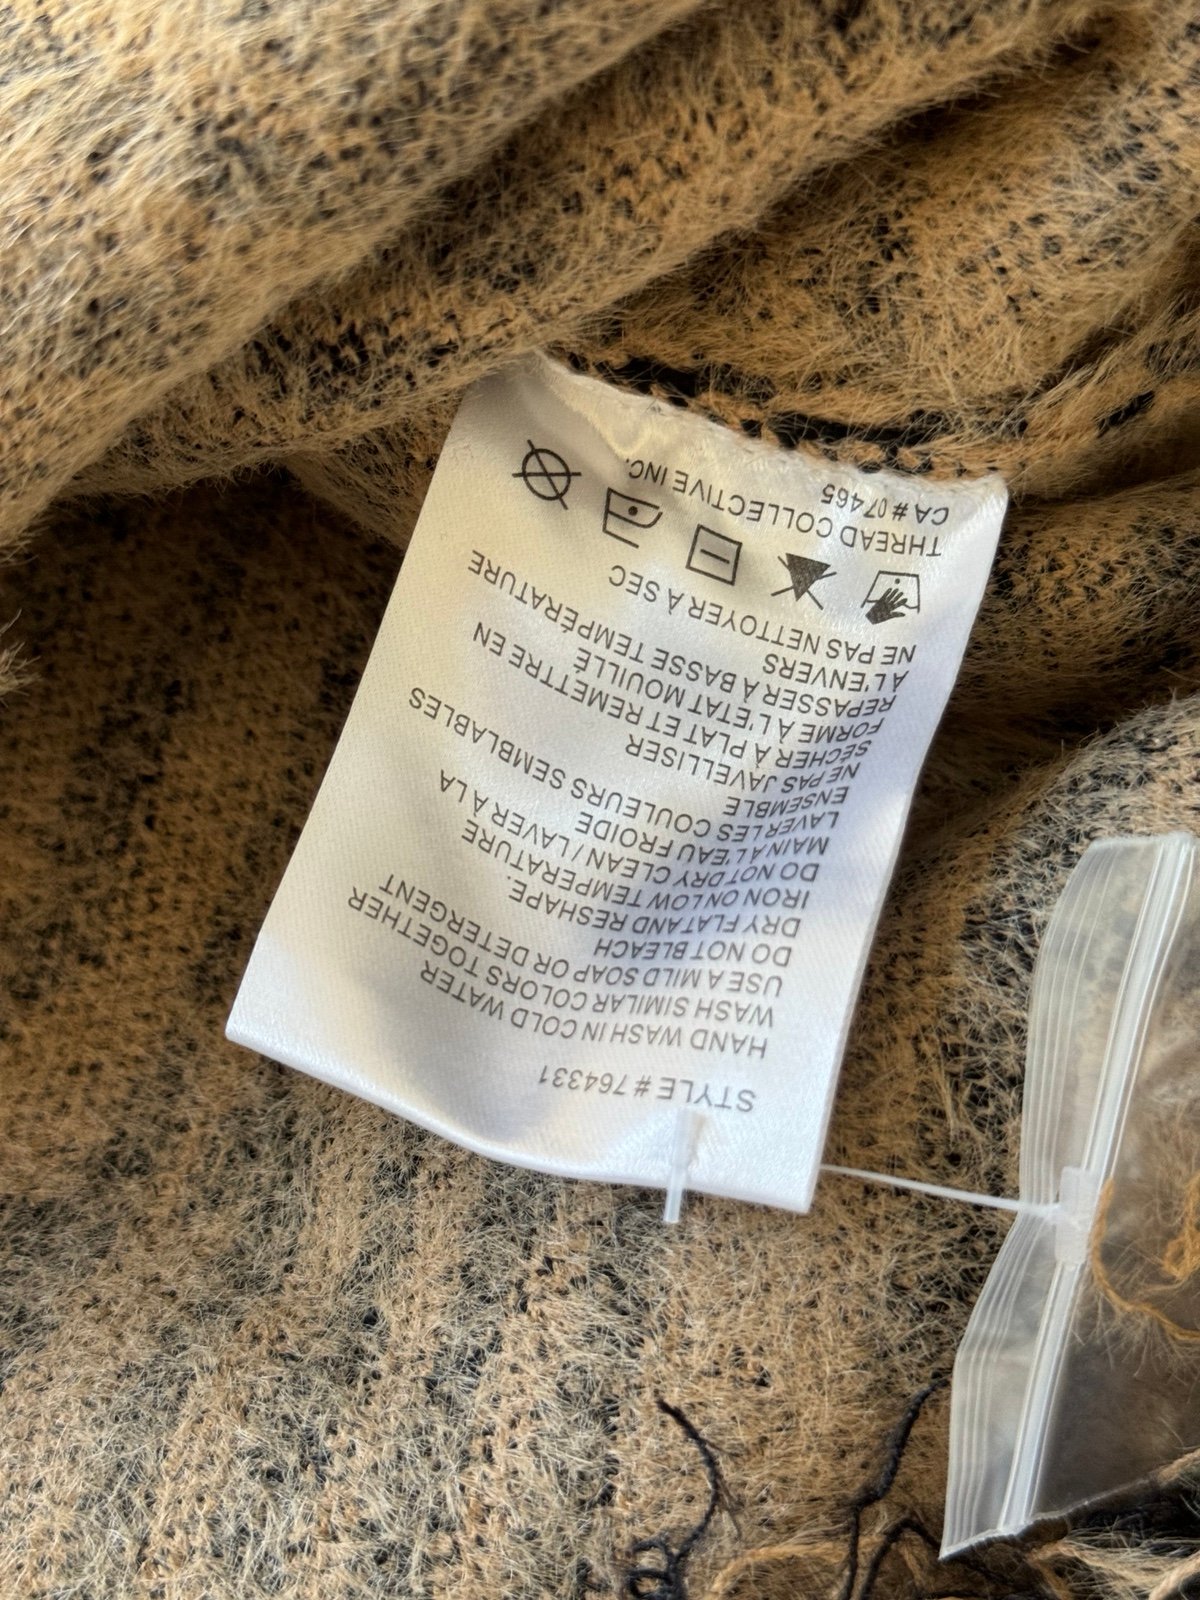 STYLE # 764331
HAND WASH IN COLD WATER
WASH SIMILAR COLORS TOGETHER
USE A MILD SOAP OR DETERGENT
DO NOT BLEACH
DRY FLAT AND RESHAPE.
IRON ON LOW TEMPERATURE
DO NOT DRY CLEAN / LAVER À LA
MAIN À L'EAU FROIDE
LAVER LES COULEURS SEMBLABLES
ENSEMBLE
NE PAS JAVELLISER
SÉCHER À PLAT ET REMETTRE EN
FORME À L'ETAT MOUILLÉ
REPASSER À BASSE TEMPÉRATURE
À L'ENVERS
NE PAS NETTOYER À SEC
THREAD COLLECTIVE INC.
CA # 07465